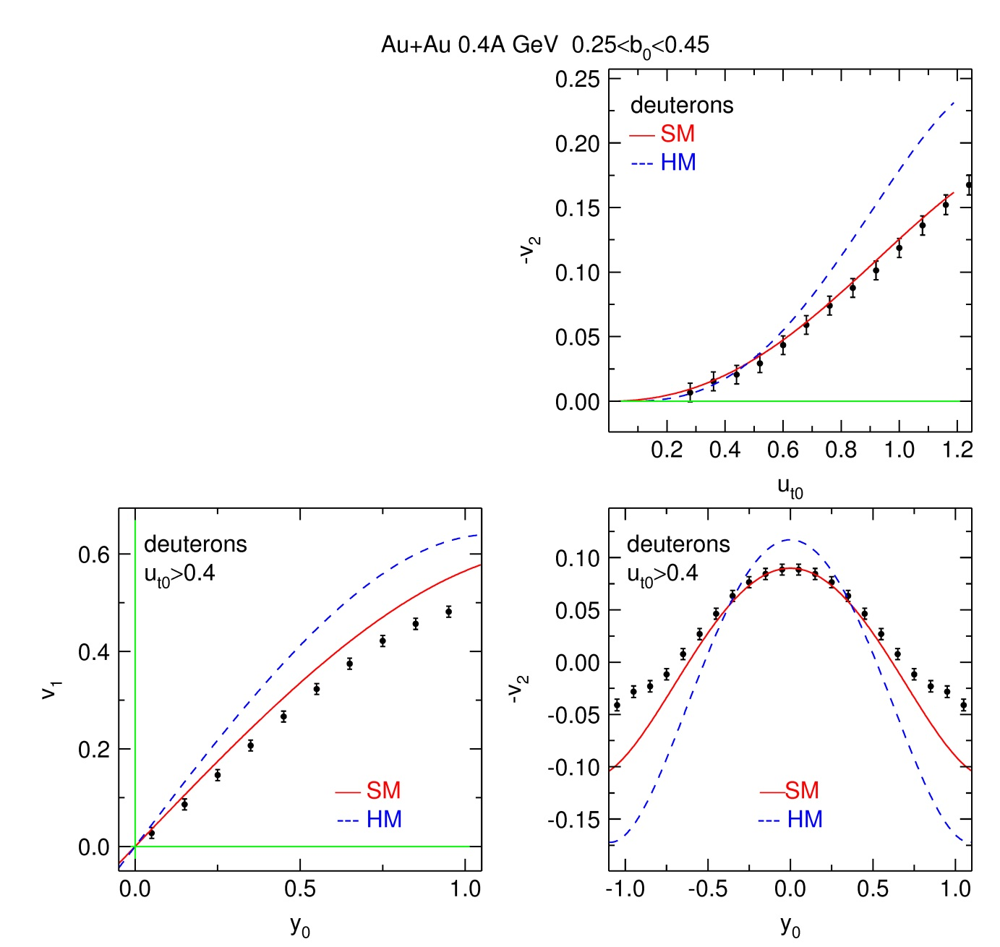 Au+Au 0.4A GeV 0.25<b0<0.45
0.25
0.20
0.15
0.10
0.05
0.00
-v2
deuterons
SM
HM
0.2 0.4 0.6 0.8 1.0 1.2
ut0
0.6
0.4
0.2
0.0
v1
deuterons
ut0>0.4
SM
HM
0.0 0.5 1.0
y0
0.10
0.05
0.00
-0.05
-0.10
-0.15
-v2
deuterons
ut0>0.4
SM
HM
-1.0 -0.5 0.0 0.5 1.0
y0